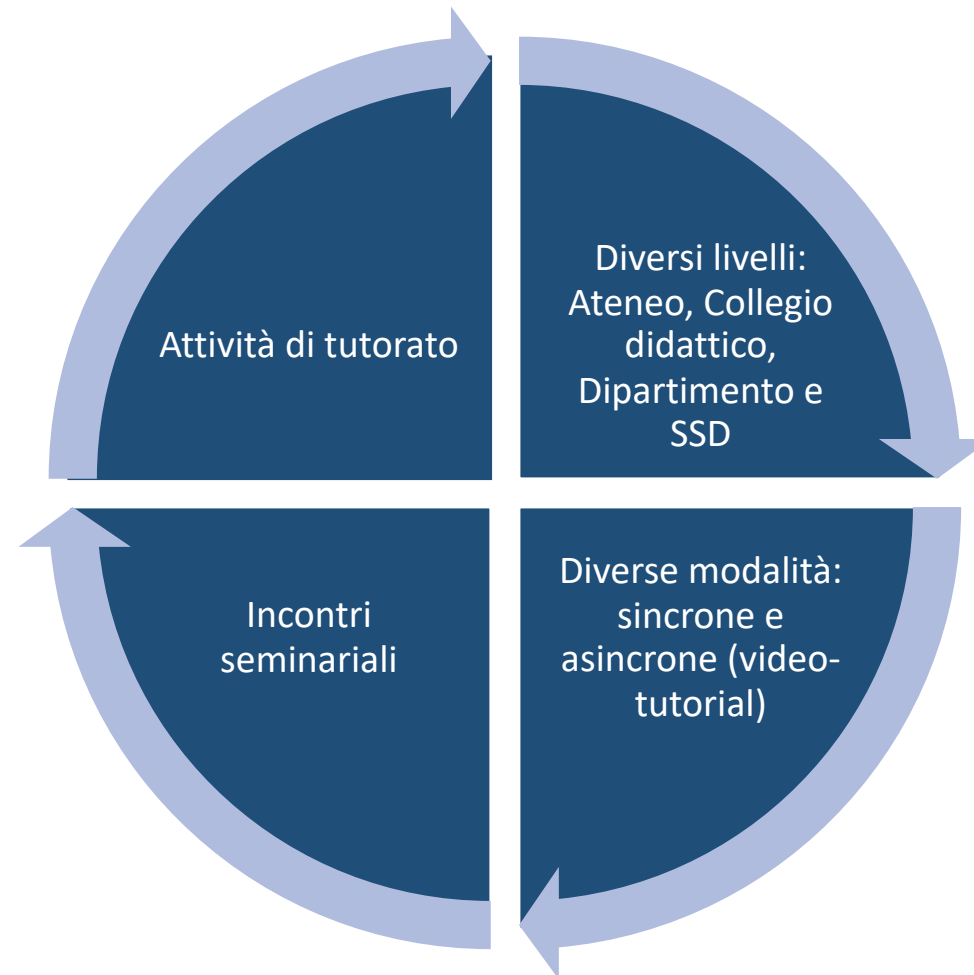 Attività di tutorato
Diversi livelli:
Ateneo, Collegio
didattico,
Dipartimento e
SSD
Incontri
seminariali
Diverse modalità:
sincrone e
asincrone (video-
tutorial)